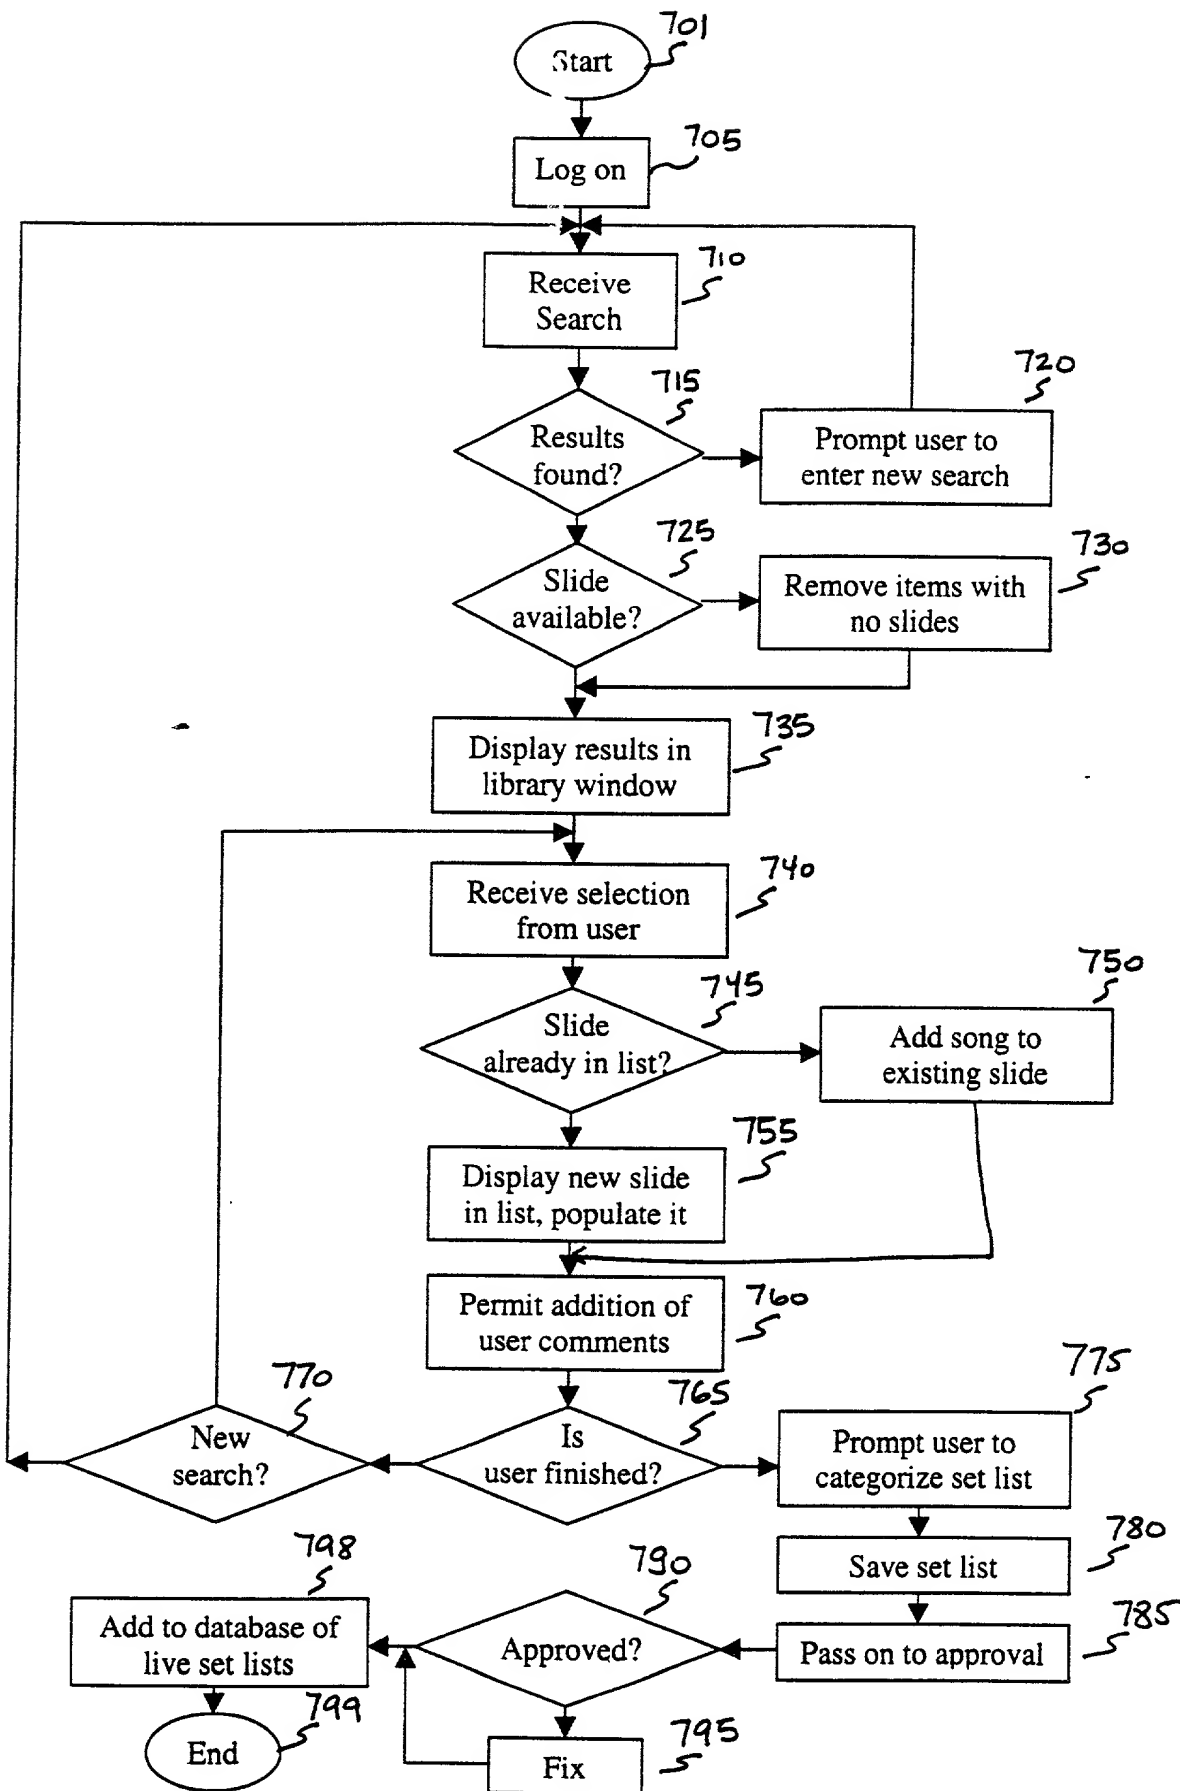 701
Start
705
Log on
710
Receive
Search
715
Results
found?
720
Prompt user to
enter new search
725
Slide
available?
730
Remove items with
no slides
735
Display results in
library window
740
Receive selection
from user
745
Slide
already in list?
750
Add song to
existing slide
755
Display new slide
in list, populate it
760
Permit addition of
user comments
765
Is
user finished?
770
New
search?
775
Prompt user to
categorize set list
780
Save set list
785
Pass on to approval
790
Approved?
795
Fix
798
Add to database of
live set lists
799
End